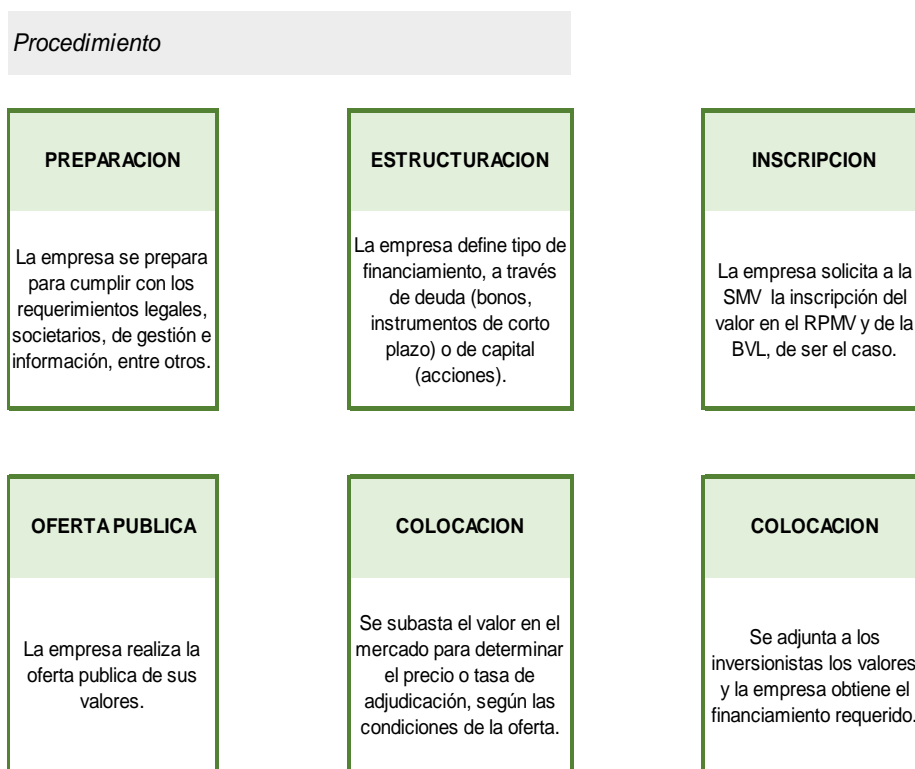 Procedimiento
PREPARACION
La empresa se prepara
para cumplir con los
requerimientos legales,
societarios, de gestión e
información, entre otros.
ESTRUCTURACION
La empresa define tipo de
financiamiento, a través
de deuda (bonos,
instrumentos de corto
plazo) o de capital
(acciones).
INSCRIPCION
La empresa solicita a la
SMV la inscripción del
valor en el RPMV y de la
BVL, de ser el caso.
OFERTA PUBLICA
La empresa realiza la
oferta publica de sus
valores.
COLOCACION
Se subasta el valor en el
mercado para determinar
el precio o tasa de
adjudicación, según las
condiciones de la oferta.
COLOCACION
Se adjunta a los
inversionistas los valores
y la empresa obtiene el
financiamiento requerido.